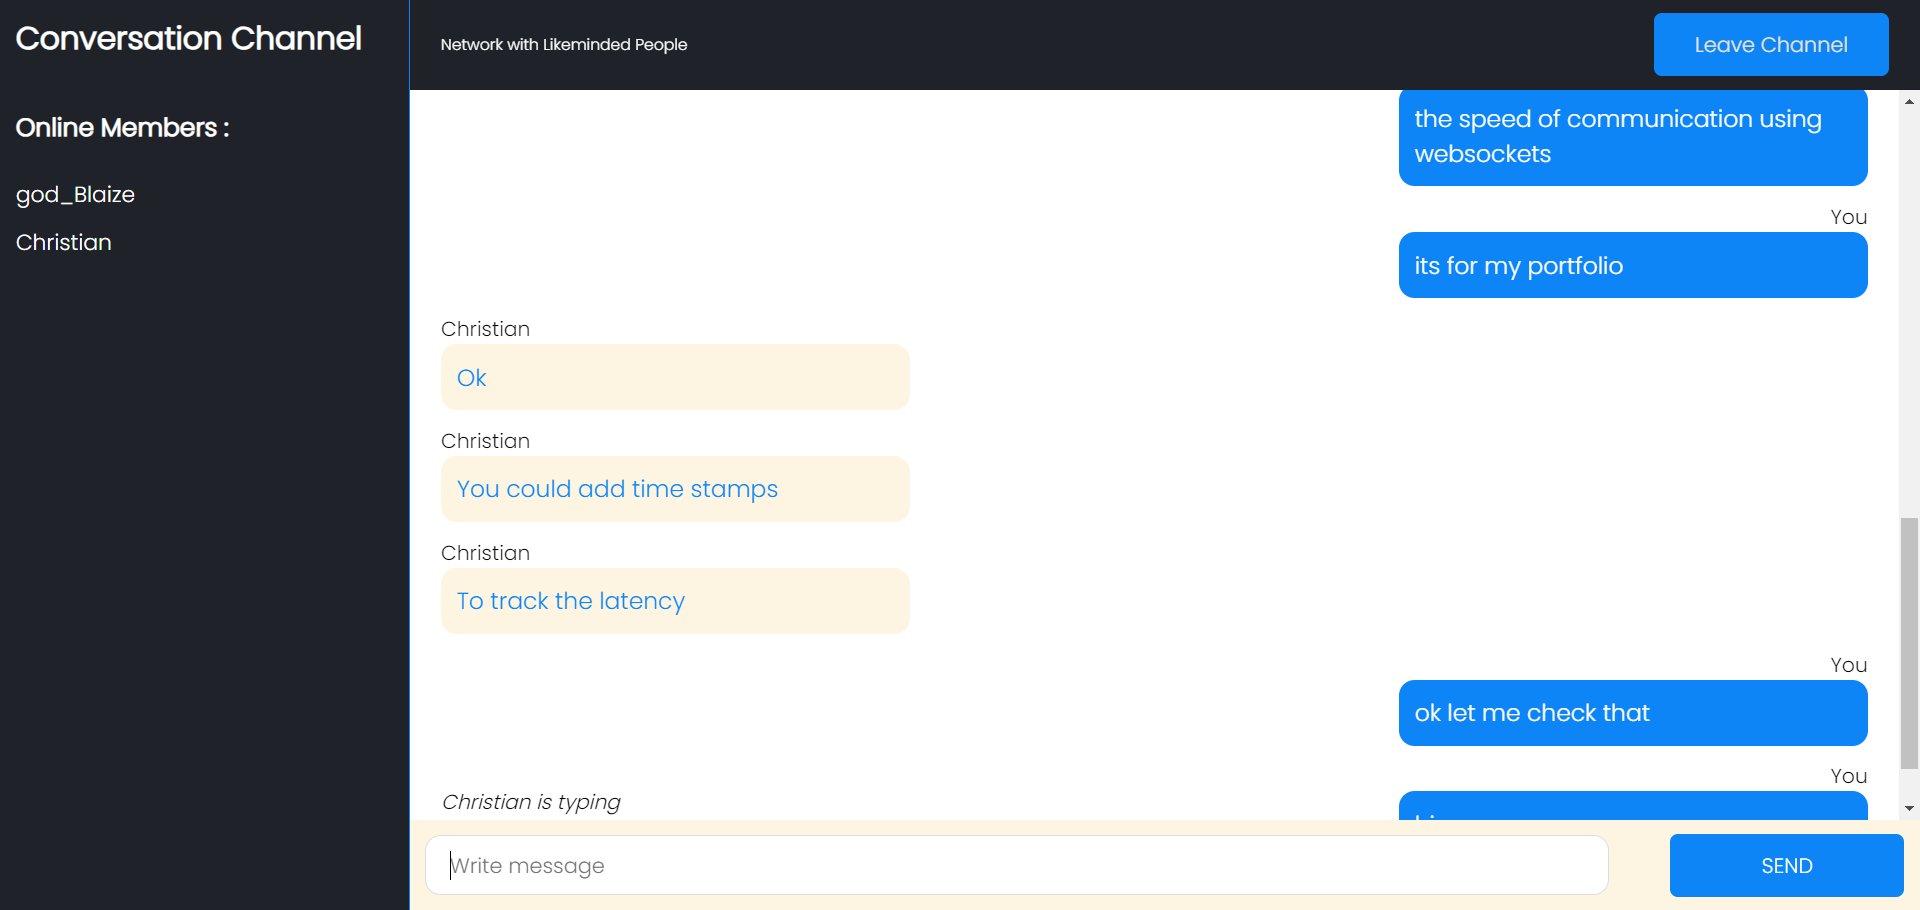 Conversation Channel
Online Members :
god_Blaize
Christian
Network with Likeminded People
Leave Channel
the speed of communication using
websockets
You
its for my portfolio
Christian
Ok
Christian
You could add time stamps
Christian
To track the latency
You
ok let me check that
You
Christian is typing
Write message
SEND